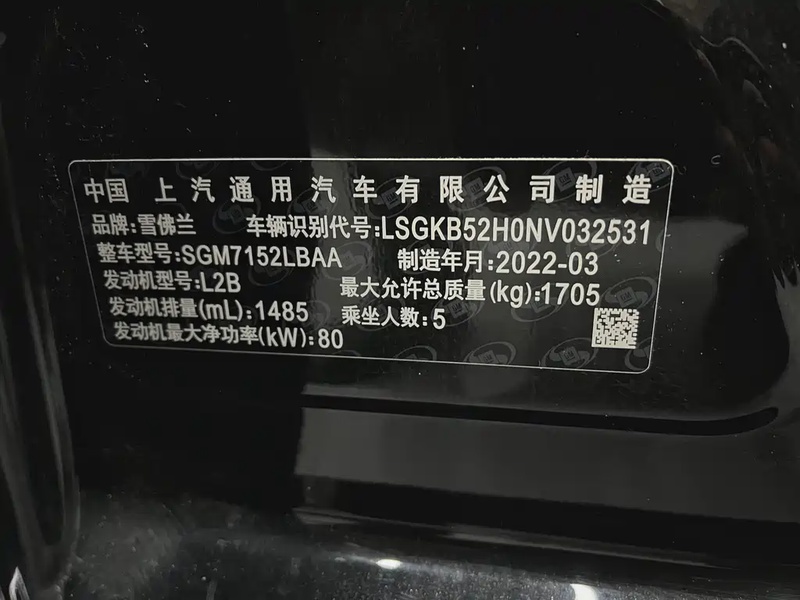 中国 上汽通用汽车有限公司制造
品牌:雪佛兰 车辆识别代号:LSGKB52H0NV032531
整车型号:SGM7152LBAA 制造年月:2022-03
发动机型号:L2B 最大允许总质量(kg):1705
发动机排量(mL):1485 乘坐人数:5
发动机最大净功率(kW):80